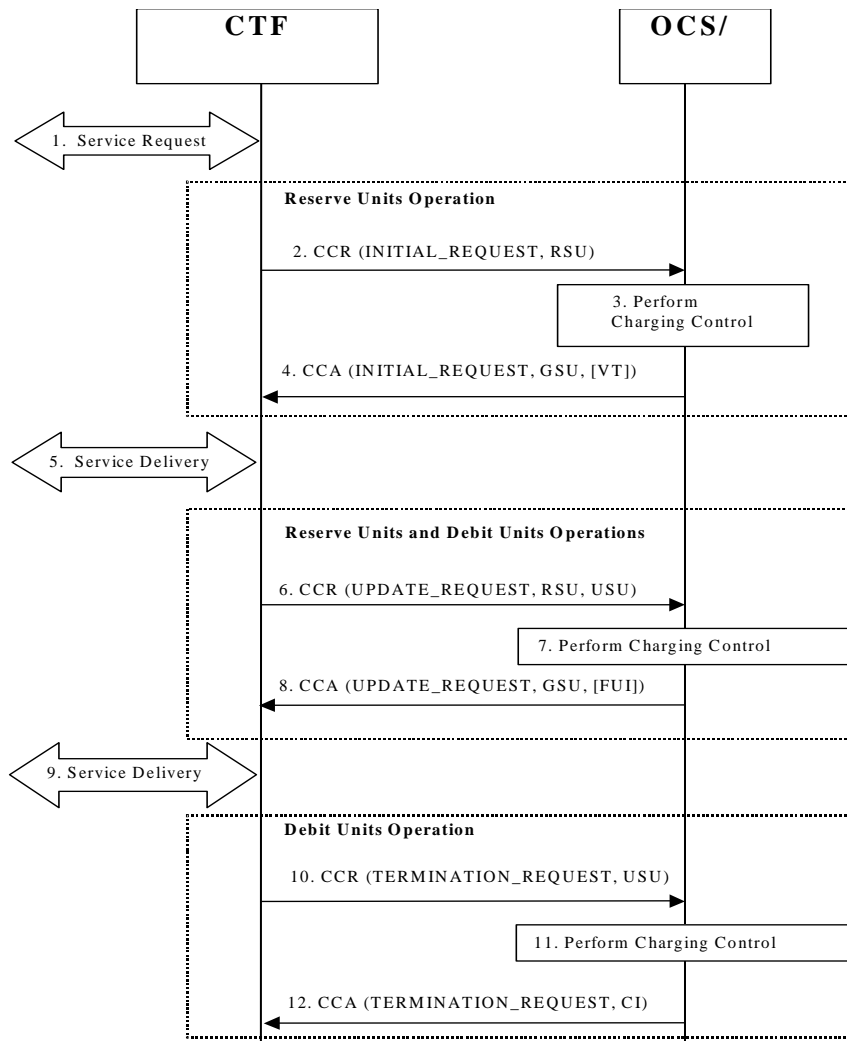 CTF
OCS/
1. Service Request
Reserve Units Operation
2. CCR (INITIAL_REQUEST, RSU)
3. Perform
Charging Control
4. CCA (INITIAL_REQUEST, GSU, [VT])
5. Service Delivery
Reserve Units and Debit Units Operations
6. CCR (UPDATE_REQUEST, RSU, USU)
7. Perform Charging Control
8. CCA (UPDATE_REQUEST, GSU, [FUI])
9. Service Delivery
Debit Units Operation
10. CCR (TERMINATION_REQUEST, USU)
11. Perform Charging Control
12. CCA (TERMINATION_REQUEST, CI)